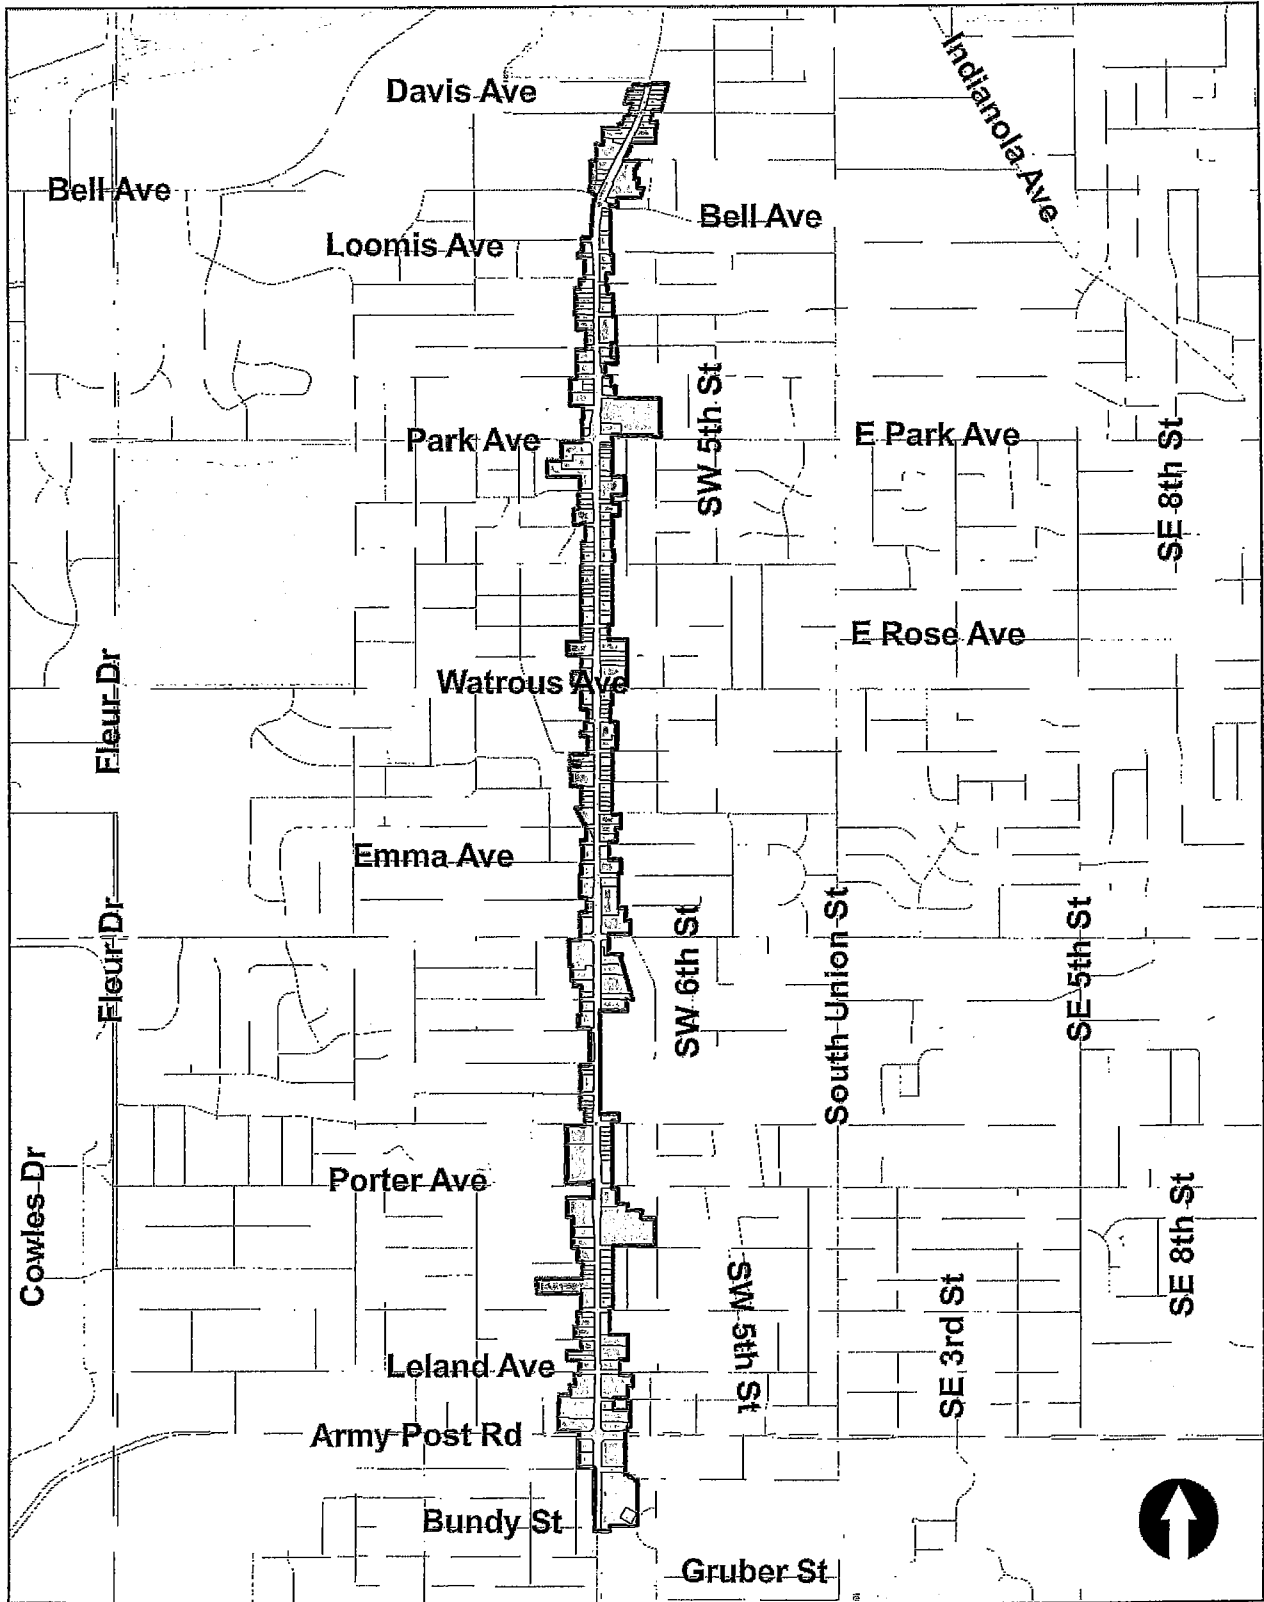 Indianola Ave
Davis Ave
Bell Ave
Bell Ave
Loomis Ave
SW 5th St
Park Ave
E Park Ave
SE 8th St
E Rose Ave
Fleur Dr
Watrous Ave
Emma Ave
Fleur Dr
SW 6th St
South Union St
SE 5th St
Cowles Dr
Porter Ave
SE 8th St
SW 5th St
SE 3rd St
Leland Ave
Army Post Rd
Bundy St
Gruber St